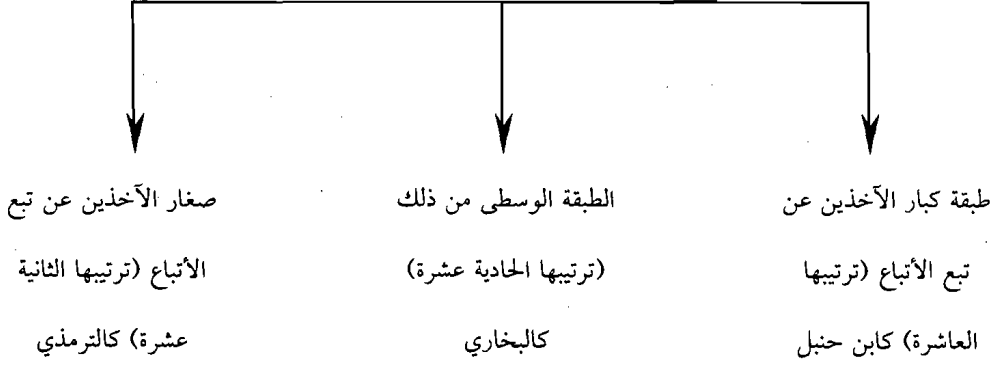 طبقة كبار الآخذين عن
تبع الأتباع (ترتيبها
العاشرة) كابن حنبل
الطبقة الوسطى من ذلك
(ترتيبها الحادية عشرة)
كالبخاري
صغار الآخذين عن تبع
الأتباع (ترتيبها الثانية
عشرة) كالترمذي